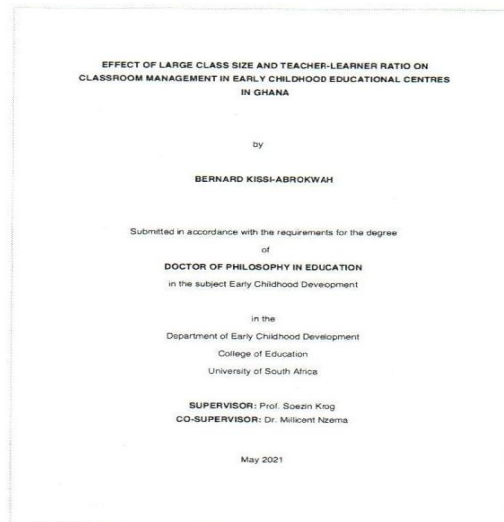 EFFECT OF LARGE CLASS SIZE AND TEACHER-LEARNER RATIO ON
CLASSROOM MANAGEMENT IN EARLY CHILDHOOD EDUCATIONAL CENTRES
IN GHANA
by
BERNARD KISSI-ABROKWAH
Submitted in accordance with the requirements for the degree
of
DOCTOR OF PHILOSOPHY IN EDUCATION
in the subject Early Childhood Deveopment
in the
Department of Early Childhood Development
College of Education
University of South Africa
SUPERVISOR: Prof. Soezin Krog
CO-SUPERVISOR: Dr. Millicent Nzema
May 2021